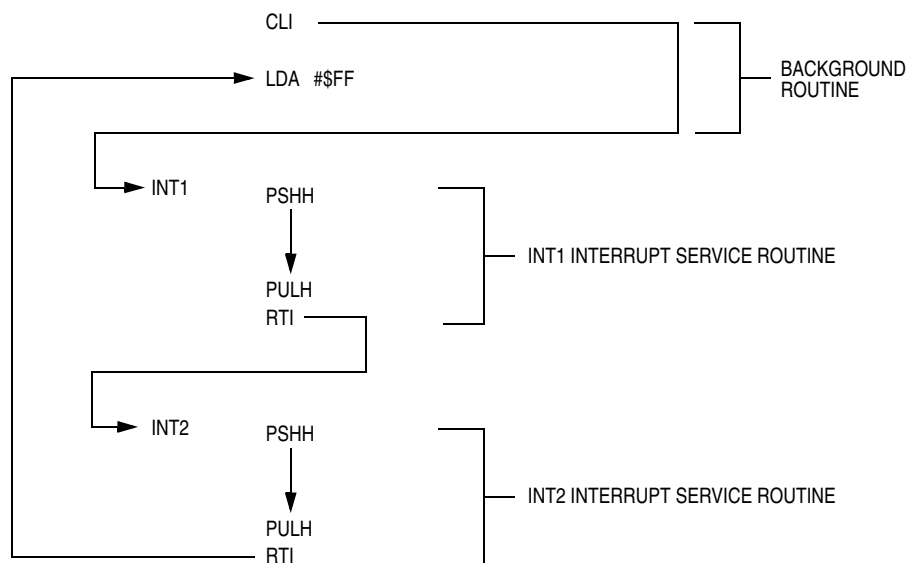 CLI
LDA #$FF
BACKGROUND
ROUTINE
INT1
PSHH
INT1 INTERRUPT SERVICE ROUTINE
PULH
RTI
INT2
PSHH
INT2 INTERRUPT SERVICE ROUTINE
PULH
RTI